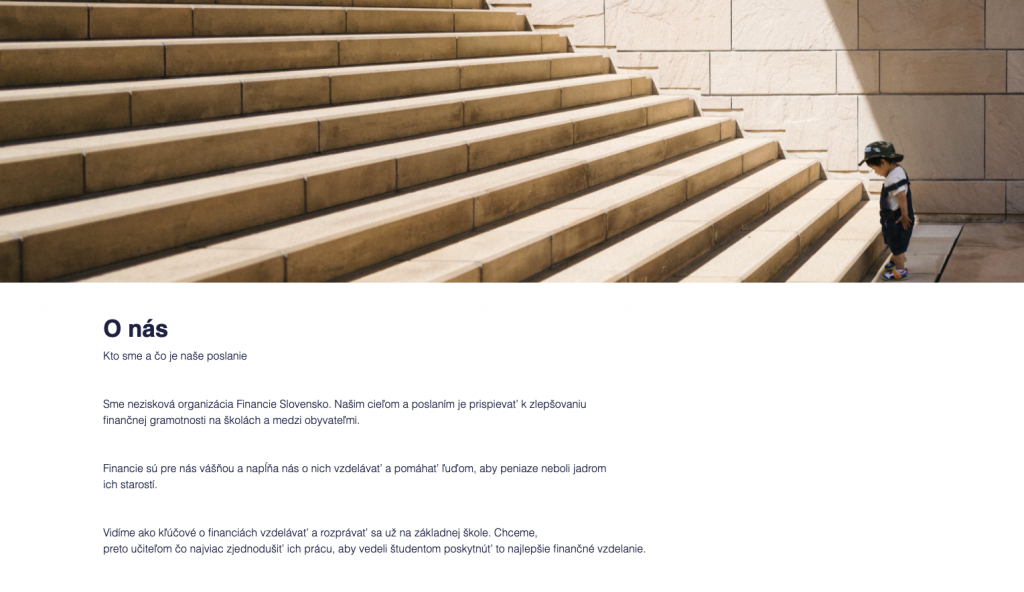 O nás
Kto sme a čo je naše poslanie
Sme nezisková organizácia Financie Slovensko. Našim cieľom a poslaním je prispievať k zlepšovaniu
finančnej gramotnosti na školách a medzi obyvateľmi.
Financie sú pre nás vášňou a napĺňa nás o nich vzdelávať a pomáhať ľuďom, aby peniaze neboli jadrom
ich starostí.
Vidíme ako kľúčové o financiách vzdelávať a rozprávať sa už na základnej škole. Chceme,
preto učiteľom čo najviac zjednodušiť ich prácu, aby vedeli študentom poskytnúť to najlepšie finančné vzdelanie.